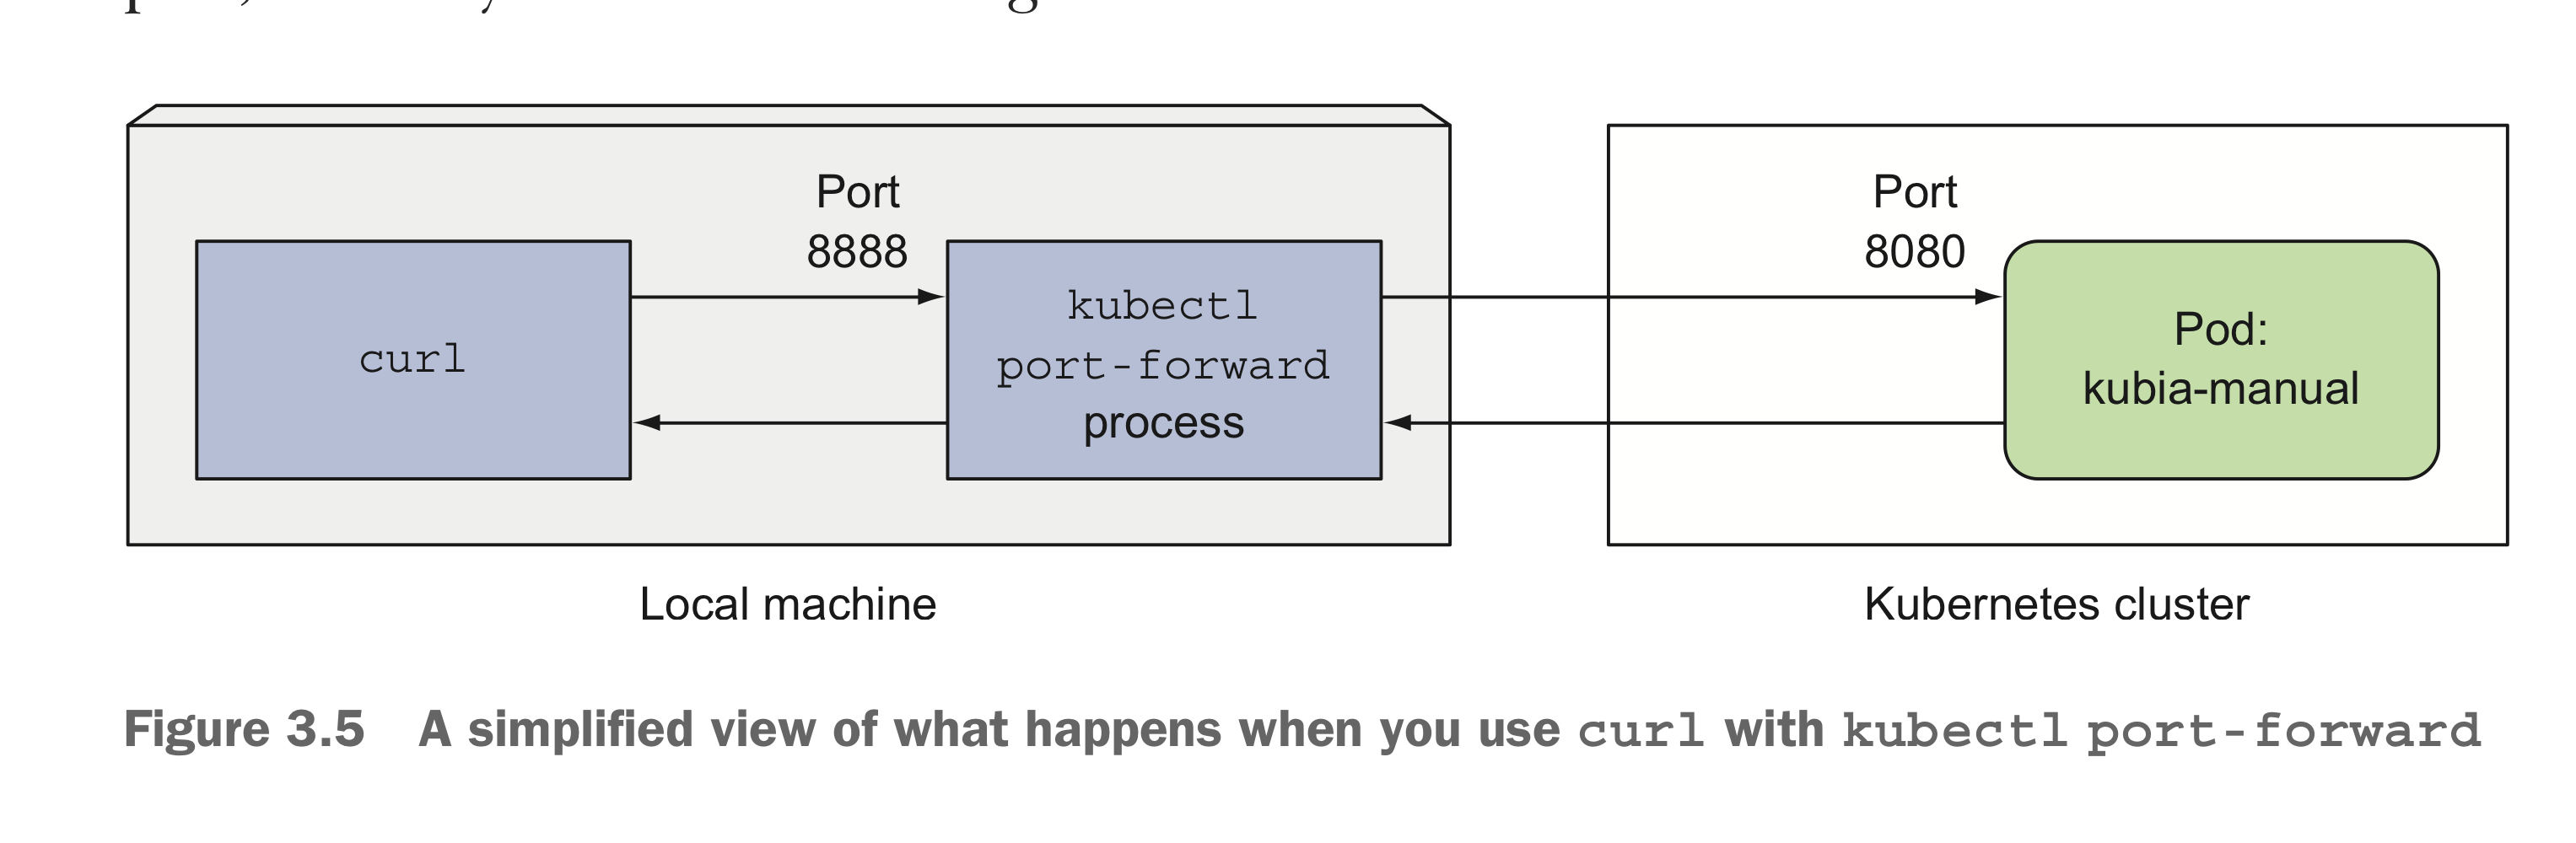 Port
8888
Port
8080
curl
kubectl
port-forward
process
Pod:
kubia-manual
Local machine
Kubernetes cluster
Figure 3.5 A simplified view of what happens when you use curl with kubectl port-forward